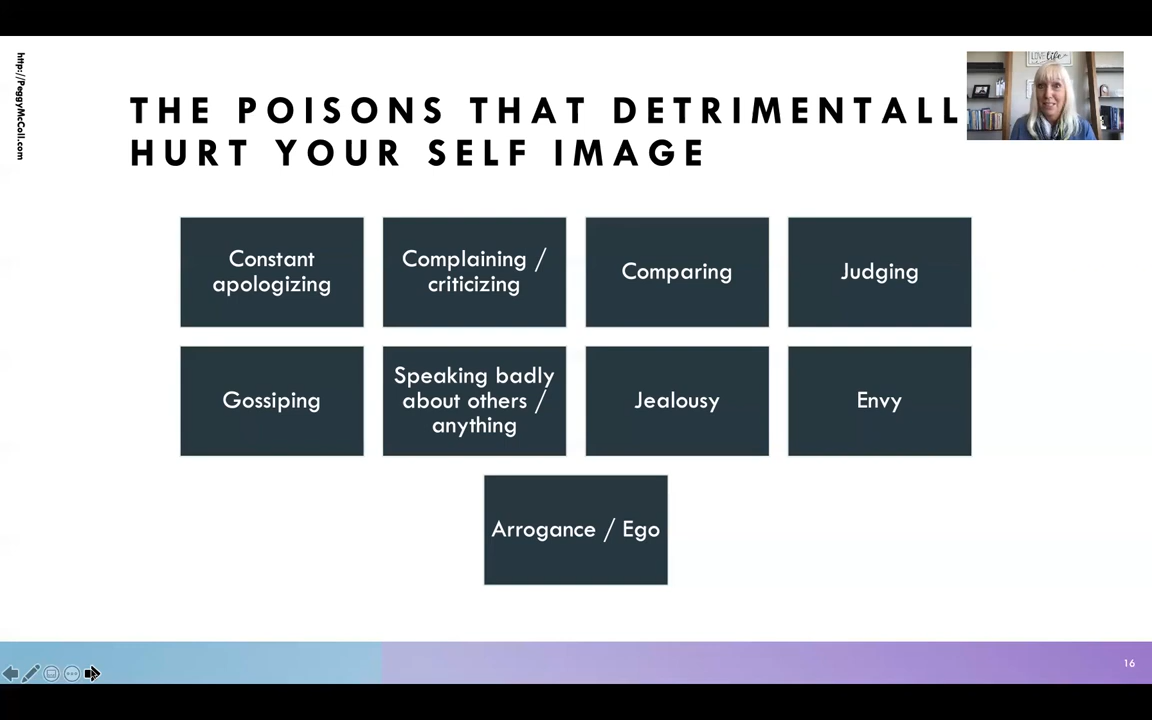 http://PeggyMcColl.com
THE POISONS THAT DETRIMENTALL
HURT YOUR SELF IMAGE
Constant
apologizing
Complaining /
criticizing
Comparing
Judging
Gossiping
Speaking badly
about others /
anything
Jealousy
Envy
Arrogance / Ego
16